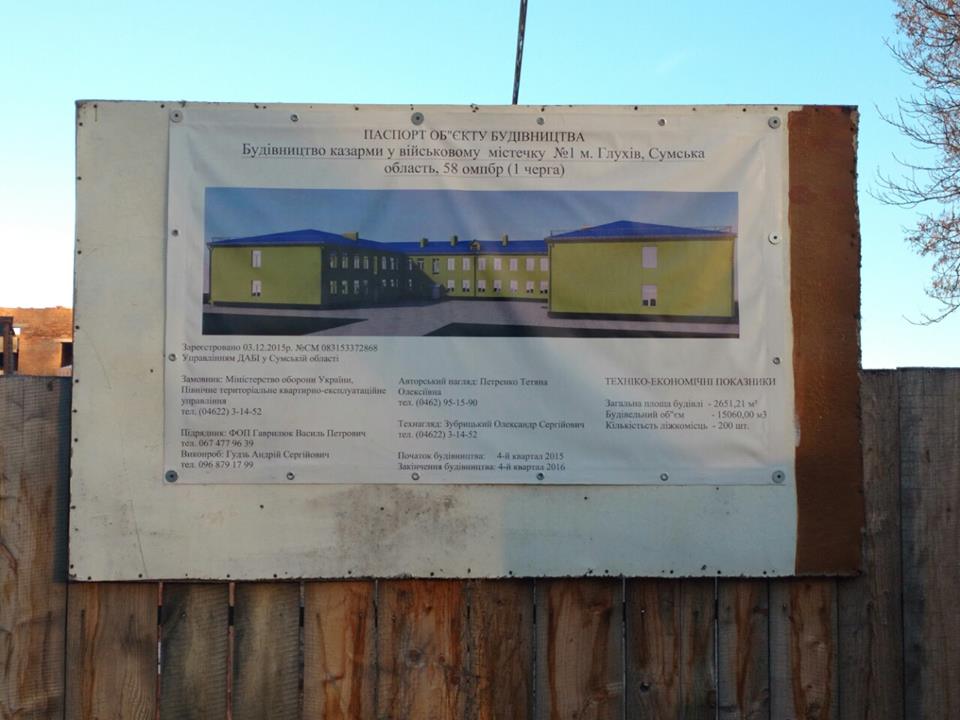 ПАСПОРТ ОБ"ЄКТУ БУДІВНИЦТВА
Будівництво казарми у військовому містечку №1 м. Глухів, Сумська
область, 58 омпбр (1 черга)
Зареєстровано 03.12.2015р. №СМ 083153372868
Управлінням ДАБІ у Сумській області
Замовник: Міністерство оборони України,
Північне територіальне квартирно-експлуатаційне
управління
тел. (04622) 3-14-52
Підрядник: ФОП Гаврилюк Василь Петрович
тел. 067 477 96 39
Виконроб: Гудзь Андрій Сергійович
тел. 096 879 17 99
Авторський нагляд: Петренко Тетяна
Олексіївна
тел. (0462) 95-15-90
Технагляд: Зубрицький Олександр Сергійович
тел. (04622) 3-14-52
Початок будівництва: 4-й квартал 2015
Закінчення будівництва: 4-й квартал 2016
ТЕХНІКО-ЕКОНОМІЧНІ ПОКАЗНИКИ
Загальна площа будівлі - 2651,21 м²
Будівельний об"єм - 15060,00 м3
Кількістьсть ліжкомісць - 200 шт.